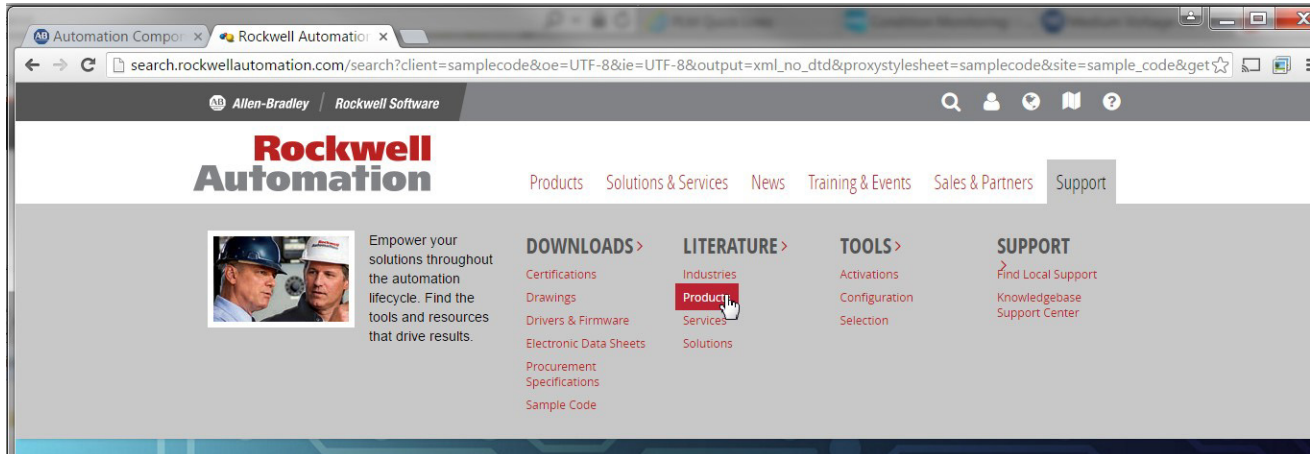 Automation Compor
Rockwell Automation
search.rockwellautomation.com/search?client=samplecode&oe=UTF-8&ie=UTF-8&output=xml_no_dtd&proxystylesheet=samplecode&site=sample_code&get
AB Allen-Bradley | Rockwell Software
Rockwell
Automation
Products Solutions & Services News Training & Events Sales & Partners Support
Empower your
solutions throughout
the automation
lifecycle. Find the
tools and resources
that drive results.
DOWNLOADS >
Certifications
Drawings
Drivers & Firmware
Electronic Data Sheets
Procurement
Specifications
Sample Code
LITERATURE >
Industries
Products
Services
Solutions
TOOLS >
Activations
Configuration
Selection
SUPPORT
>
Find Local Support
Knowledgebase
Support Center